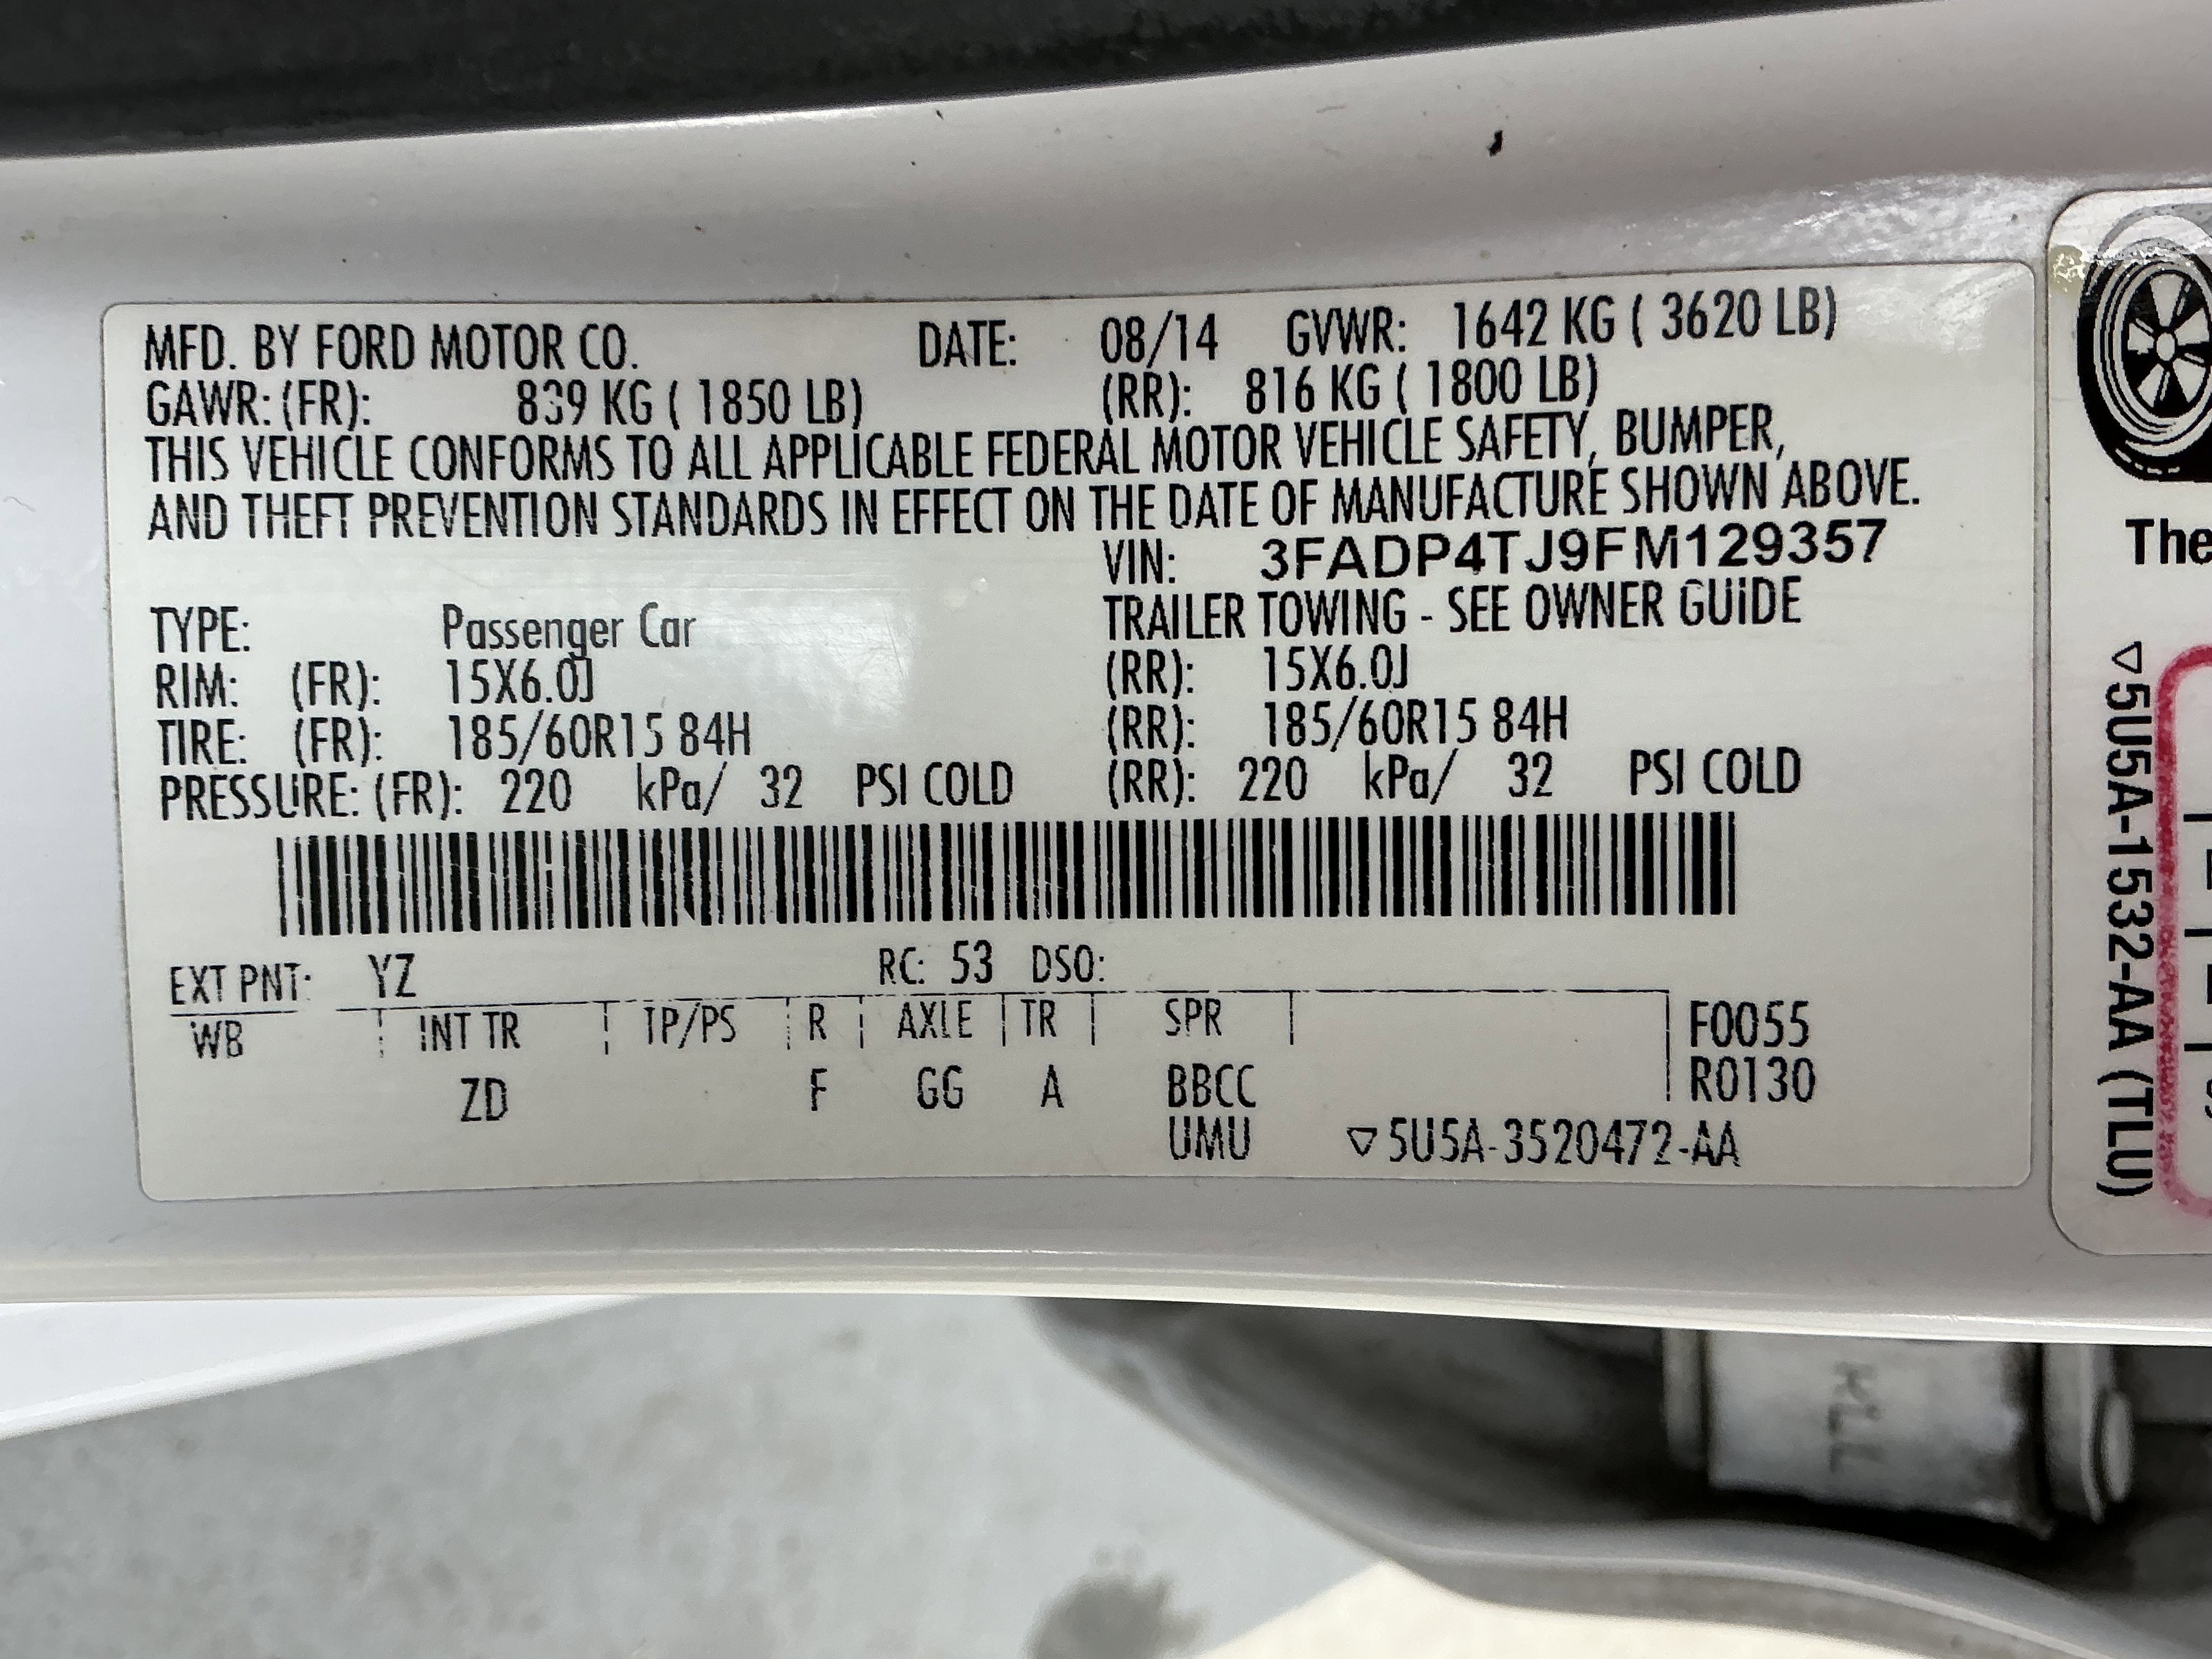 MFD. BY FORD MOTOR CO. DATE: 08/14 GVWR: 1642 KG ( 3620 LB)
GAWR: (FR): 839 KG ( 1850 LB) (RR): 816 KG ( 1800 LB)
THIS VEHICLE CONFORMS TO ALL APPLICABLE FEDERAL MOTOR VEHICLE SAFETY, BUMPER,
AND THEFT PREVENTION STANDARDS IN EFFECT ON THE DATE OF MANUFACTURE SHOWN ABOVE.
VIN: 3FADP4TJ9FM129357
TYPE: Passenger Car TRAILER TOWING - SEE OWNER GUIDE
RIM: (FR): 15X6.0J (RR): 15X6.0J
TIRE: (FR): 185/60R15 84H (RR): 185/60R15 84H
PRESSURE: (FR): 220 kPa/ 32 PSI COLD (RR): 220 kPa/ 32 PSI COLD
EXT PNT: YZ RC: 53 DSO:
WB INT TR TP/PS R AXLE TR SPR F0055
ZD F GG A BBCC R0130
UMU ▽5U5A-3520472-AA
The
▽5U5A-1532-AA (TLU)